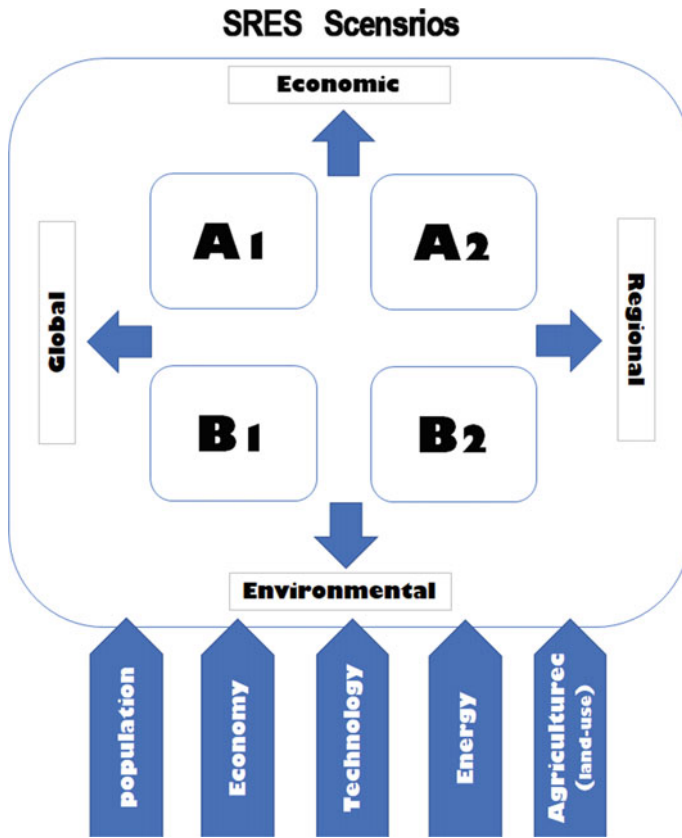 SRES Scensrios
Economic
A1
A2
Global
Regional
B1
B2
Environmental
population
Economy
Technology
Energy
Agriculturec
(land-use)